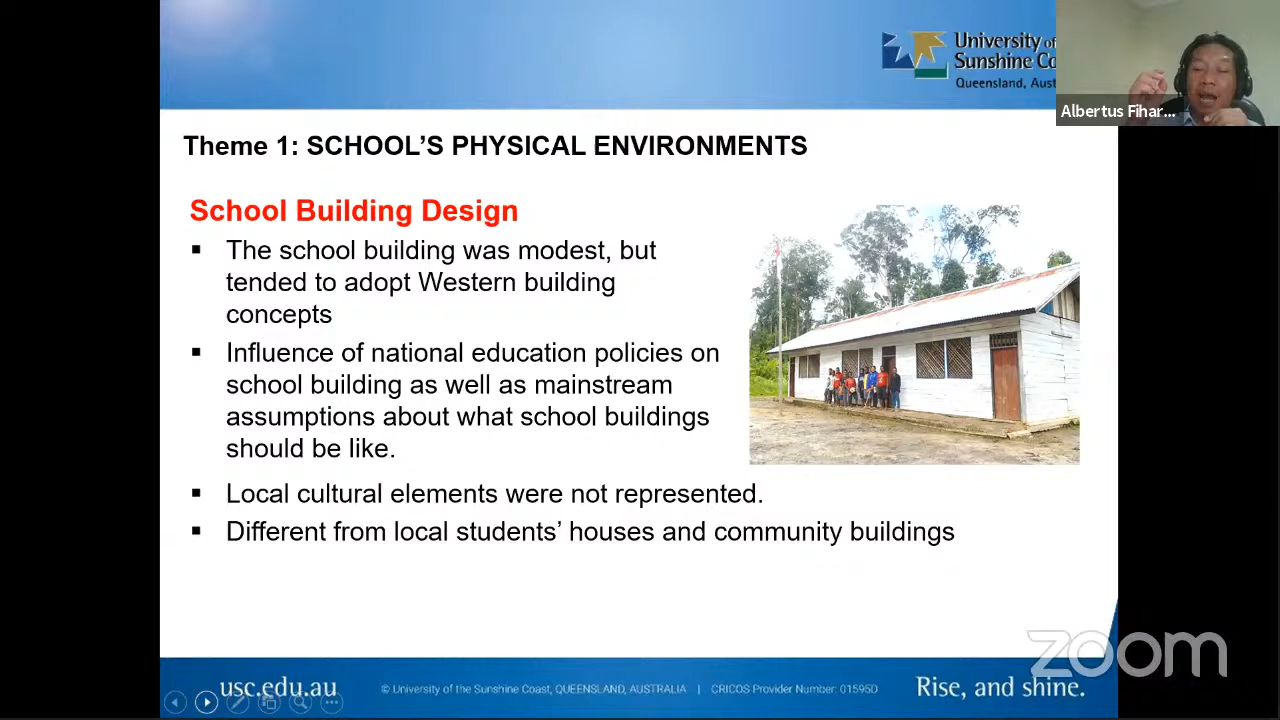 University of
Sunshine Co
Queensland, Aust
Albertus Fihar...
Theme 1: SCHOOL'S PHYSICAL ENVIRONMENTS
School Building Design
▪ The school building was modest, but
tended to adopt Western building
concepts
▪ Influence of national education policies on
school building as well as mainstream
assumptions about what school buildings
should be like.
▪ Local cultural elements were not represented.
▪ Different from local students' houses and community buildings
zoom
usc.edu.au
© University of the Sunshine Coast, QUEENSLAND, AUSTRALIA | CRICOS Provider Number: 01595D
Rise, and shine.